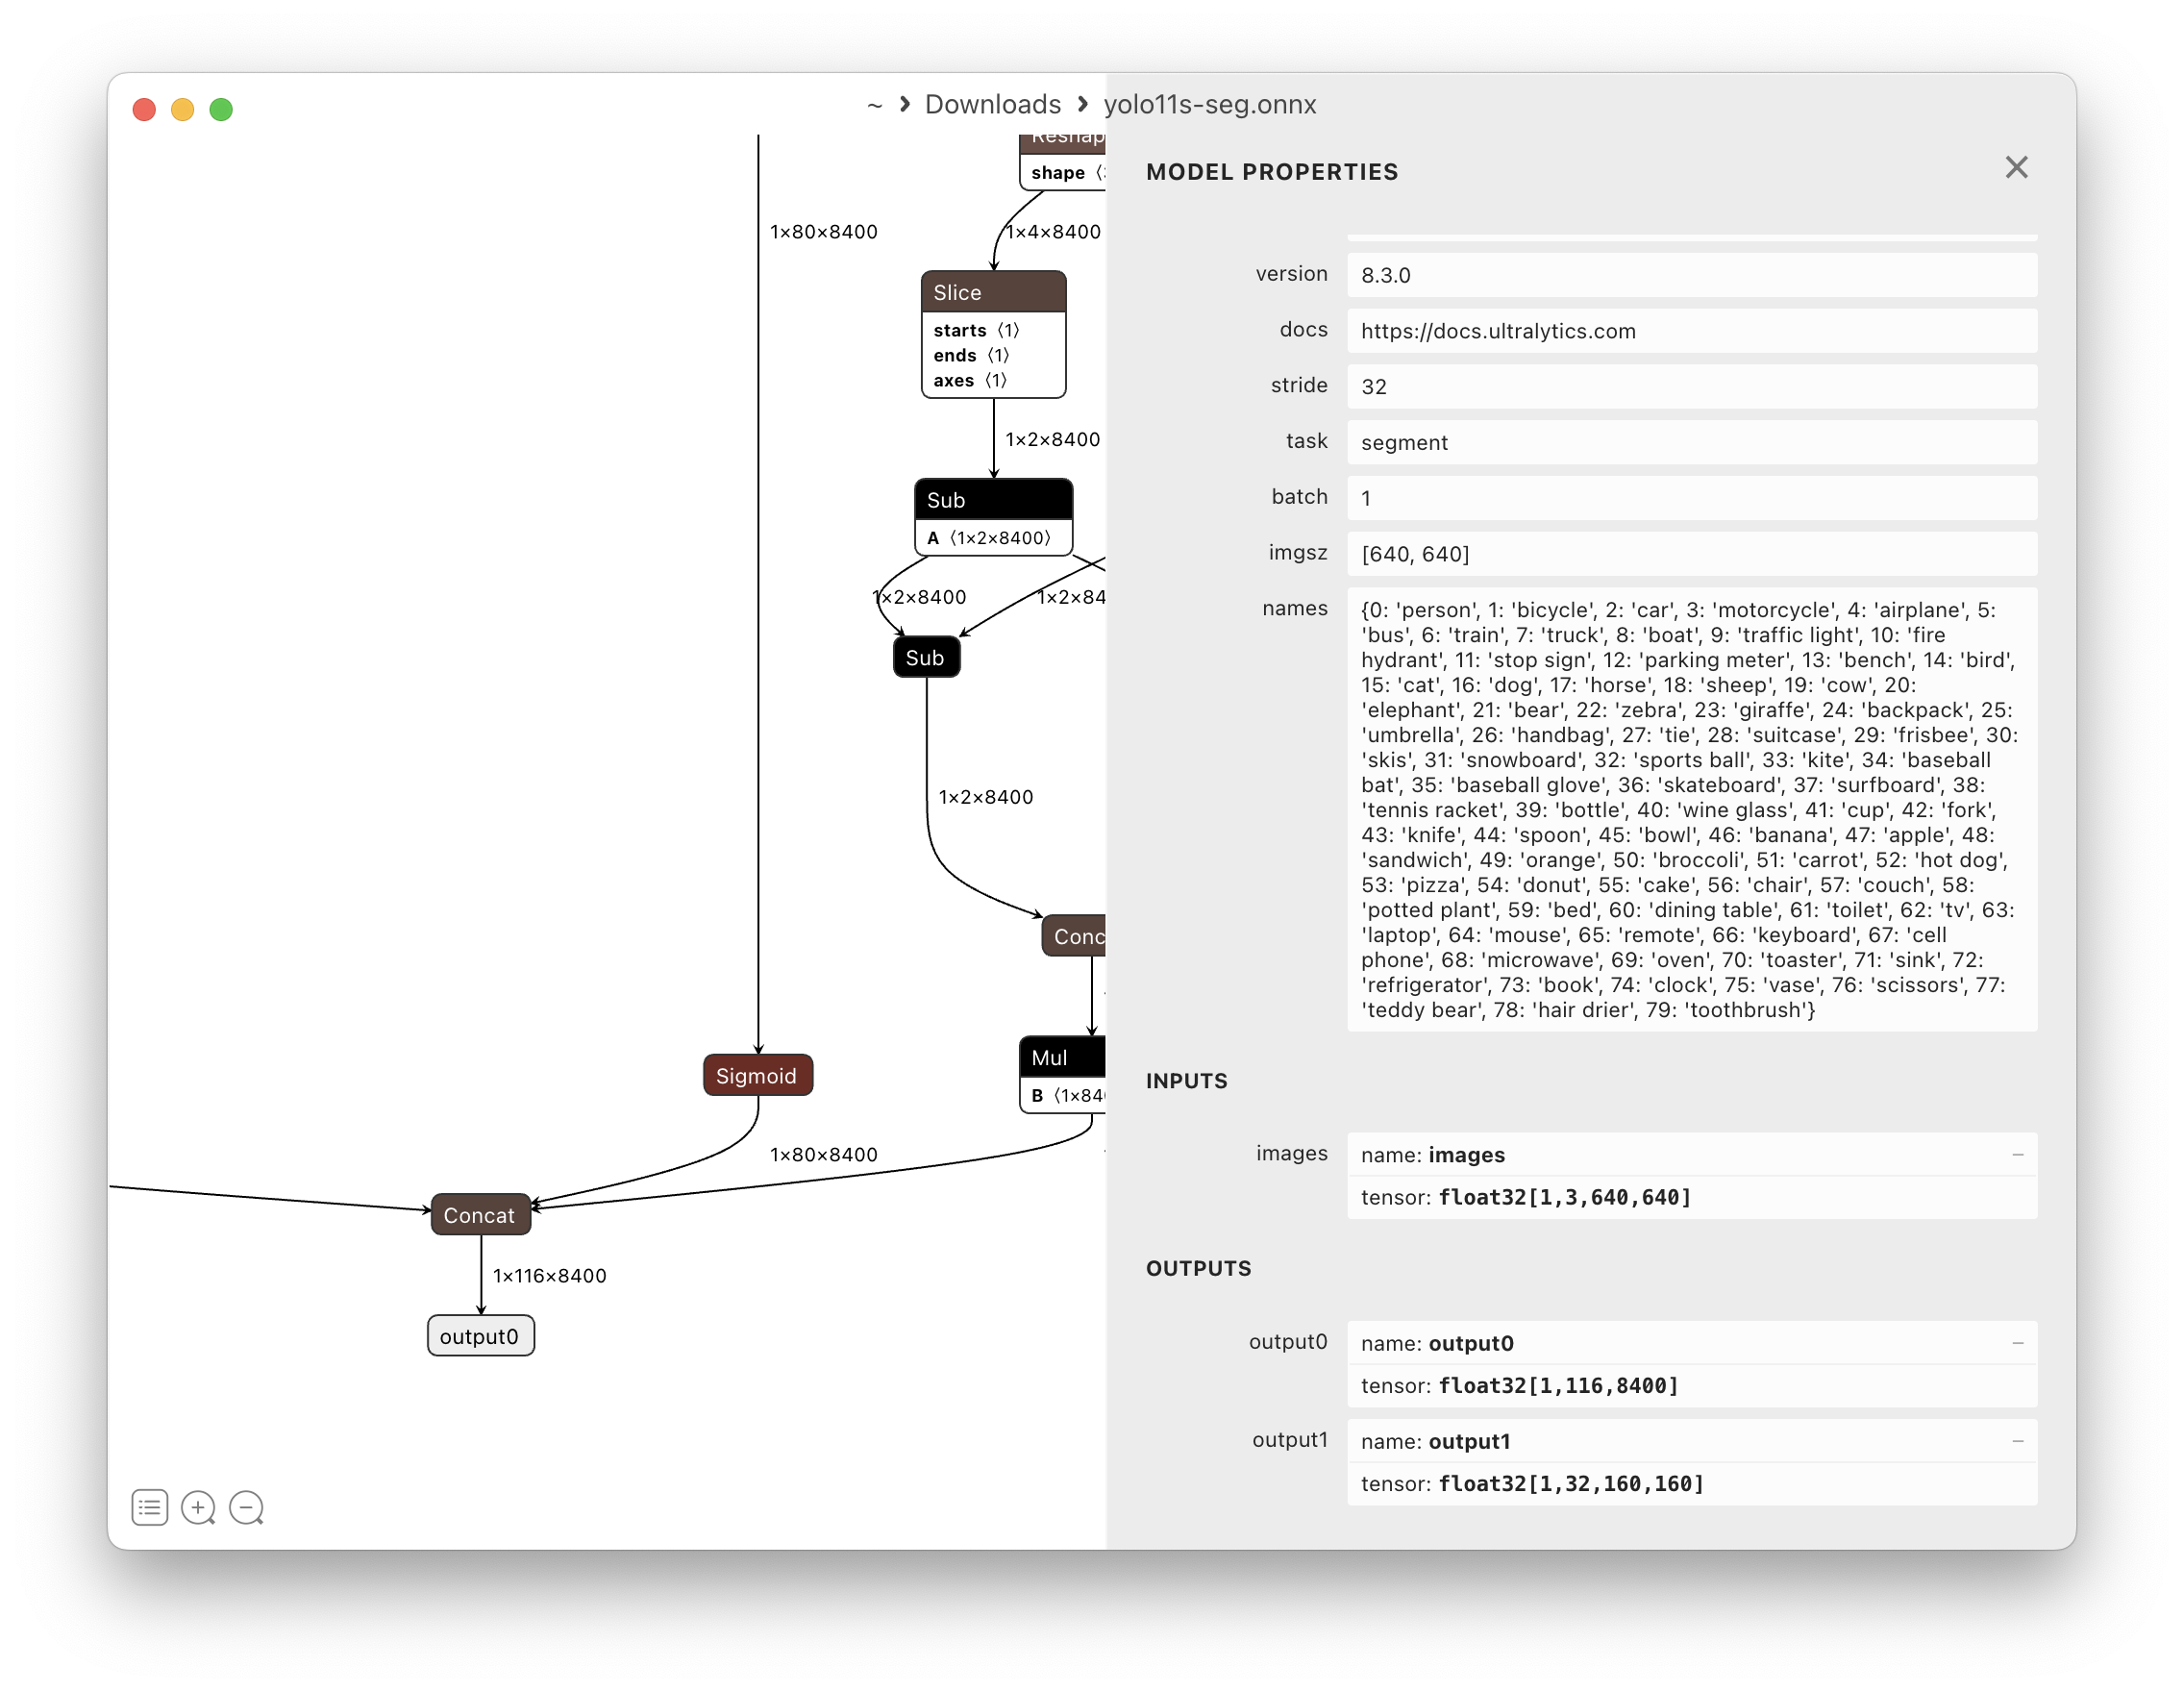 ~ › Downloads › yolo11s-seg.onnx
shape
1×80×8400
1×4×8400
Slice
starts ⟨1⟩
ends ⟨1⟩
axes ⟨1⟩
1×2×8400
Sub
A ⟨1×2×8400⟩
1×2×8400
1×2×84
Sub
1×2×8400
Conc
Mul
B ⟨1×84
Sigmoid
1×80×8400
Concat
1×116×8400
output0
MODEL PROPERTIES
version 8.3.0
docs https://docs.ultralytics.com
stride 32
task segment
batch 1
imgsz [640, 640]
names {0: 'person', 1: 'bicycle', 2: 'car', 3: 'motorcycle', 4: 'airplane', 5:
'bus', 6: 'train', 7: 'truck', 8: 'boat', 9: 'traffic light', 10: 'fire
hydrant', 11: 'stop sign', 12: 'parking meter', 13: 'bench', 14: 'bird',
15: 'cat', 16: 'dog', 17: 'horse', 18: 'sheep', 19: 'cow', 20:
'elephant', 21: 'bear', 22: 'zebra', 23: 'giraffe', 24: 'backpack', 25:
'umbrella', 26: 'handbag', 27: 'tie', 28: 'suitcase', 29: 'frisbee', 30:
'skis', 31: 'snowboard', 32: 'sports ball', 33: 'kite', 34: 'baseball
bat', 35: 'baseball glove', 36: 'skateboard', 37: 'surfboard', 38:
'tennis racket', 39: 'bottle', 40: 'wine glass', 41: 'cup', 42: 'fork',
43: 'knife', 44: 'spoon', 45: 'bowl', 46: 'banana', 47: 'apple', 48:
'sandwich', 49: 'orange', 50: 'broccoli', 51: 'carrot', 52: 'hot dog',
53: 'pizza', 54: 'donut', 55: 'cake', 56: 'chair', 57: 'couch', 58:
'potted plant', 59: 'bed', 60: 'dining table', 61: 'toilet', 62: 'tv', 63:
'laptop', 64: 'mouse', 65: 'remote', 66: 'keyboard', 67: 'cell
phone', 68: 'microwave', 69: 'oven', 70: 'toaster', 71: 'sink', 72:
'refrigerator', 73: 'book', 74: 'clock', 75: 'vase', 76: 'scissors', 77:
'teddy bear', 78: 'hair drier', 79: 'toothbrush'}
INPUTS
images name: images
tensor: float32[1,3,640,640]
OUTPUTS
output0 name: output0
tensor: float32[1,116,8400]
output1 name: output1
tensor: float32[1,32,160,160]